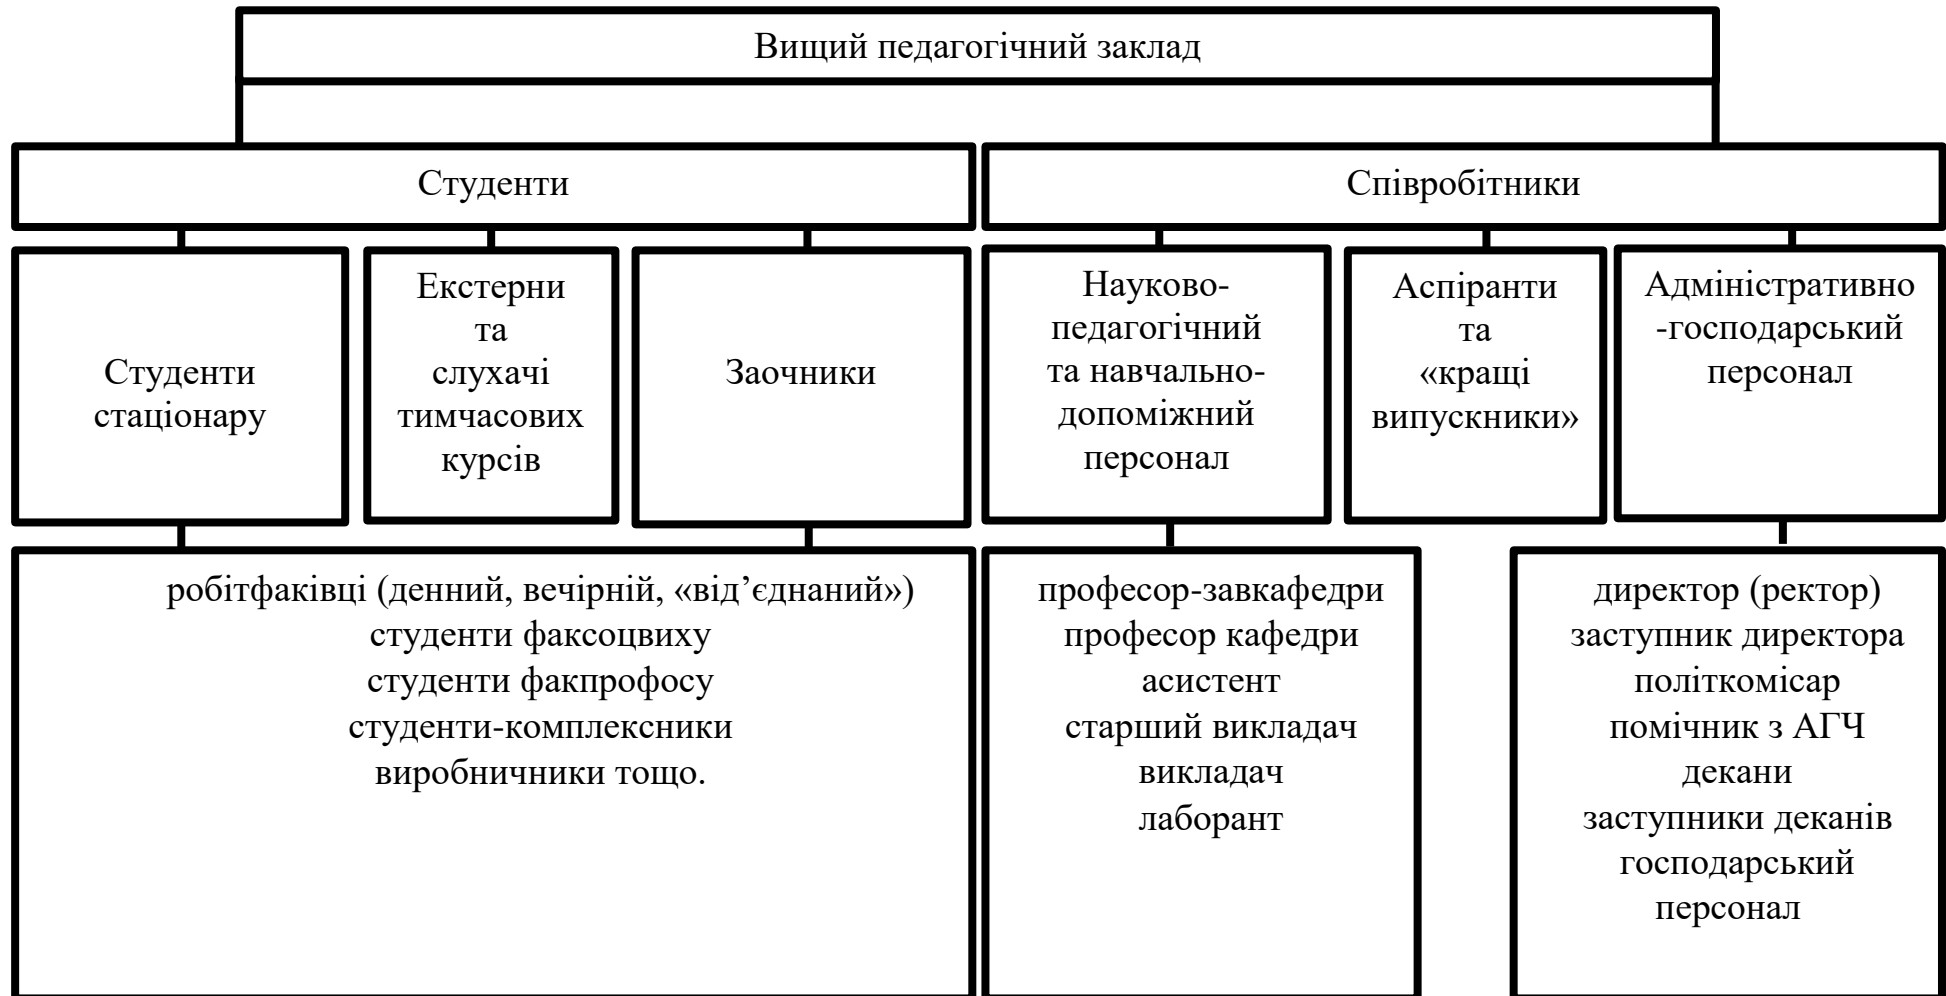 Вищий педагогічний заклад
Студенти
Співробітники
Студенти
стаціонару
Екстерни
та
слухачі
тимчасових
курсів
Заочники
Науково-
педагогічний
та навчально-
допоміжний
персонал
Аспіранти
та
«кращі
випускники»
Адміністративно
-господарський
персонал
робітфаківці (денний, вечірній, «від’єднаний»)
студенти факсоцвиху
студенти факпрофосу
студенти-комплексники
виробничники тощо.
професор-завкафедри
професор кафедри
асистент
старший викладач
викладач
лаборант
директор (ректор)
заступник директора
політкомісар
помічник з АГЧ
декани
заступники деканів
господарський
персонал